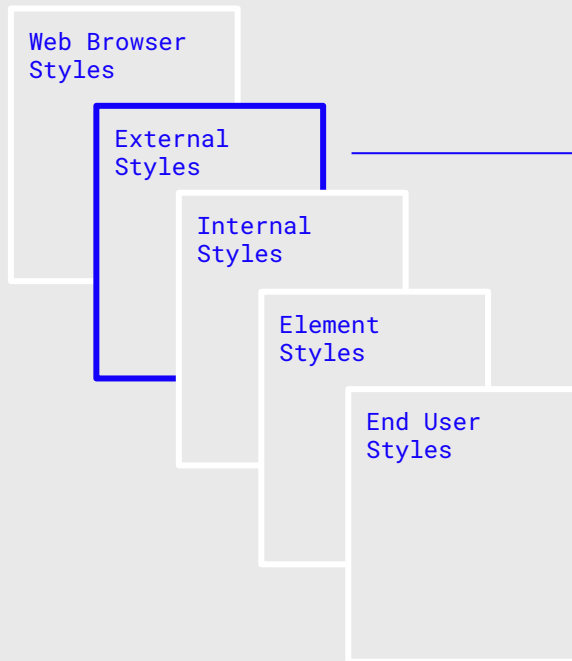 Web Browser
Styles
External
Styles
Internal
Styles
Element
Styles
End User
Styles